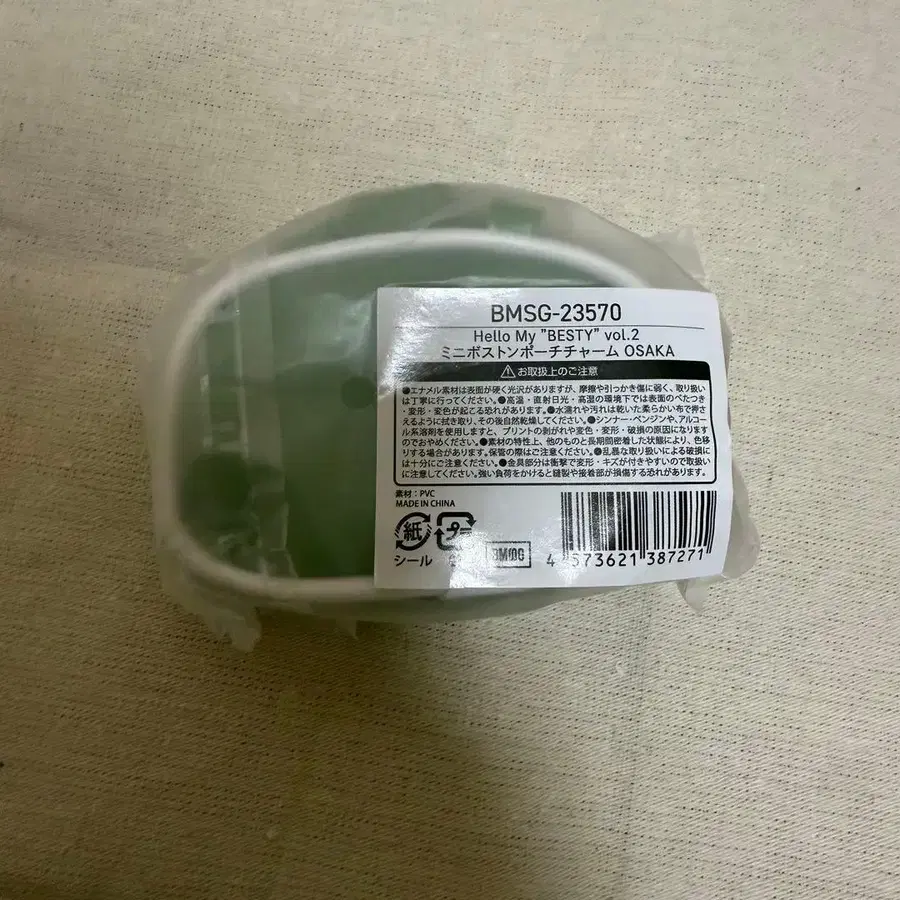 BMSG-23570
Hello My "BESTY" vol.2
ミニボストンポーチチャーム OSAKA
⚠お取扱上のご注意
●エナメル素材は表面が硬く光沢がありますが、摩擦や引っかき傷に弱く、取り扱い
は丁寧に行ってください。●高温・直射日光・高湿の環境下では表面のべたつき
・変形・変色が起こる恐れがあります。●水濡れや汚れは乾いた柔らかい布で押さ
えるように拭き取り、その後自然乾燥してください。●シンナー・ベンジンや、アルコー
ル系溶剤を使用しますと、プリントの剥がれや変色・変形・破損の原因になります
のでおやめください。●素材の特性上、他のものと長期間密着した状態により、色移
りする場合があります。保管の際はご注意ください。●乱暴な取り扱いによる破損に
は十分にご注意ください。●金具部分は衝撃で変形・キズが付きやすいので取扱い
に注意してください。強い負荷をかけると縫製や接着部が損傷する恐れがあります。
素材：PVC
MADE IN CHINA
紙 プラ
シール
BMSG
4 573621 387271